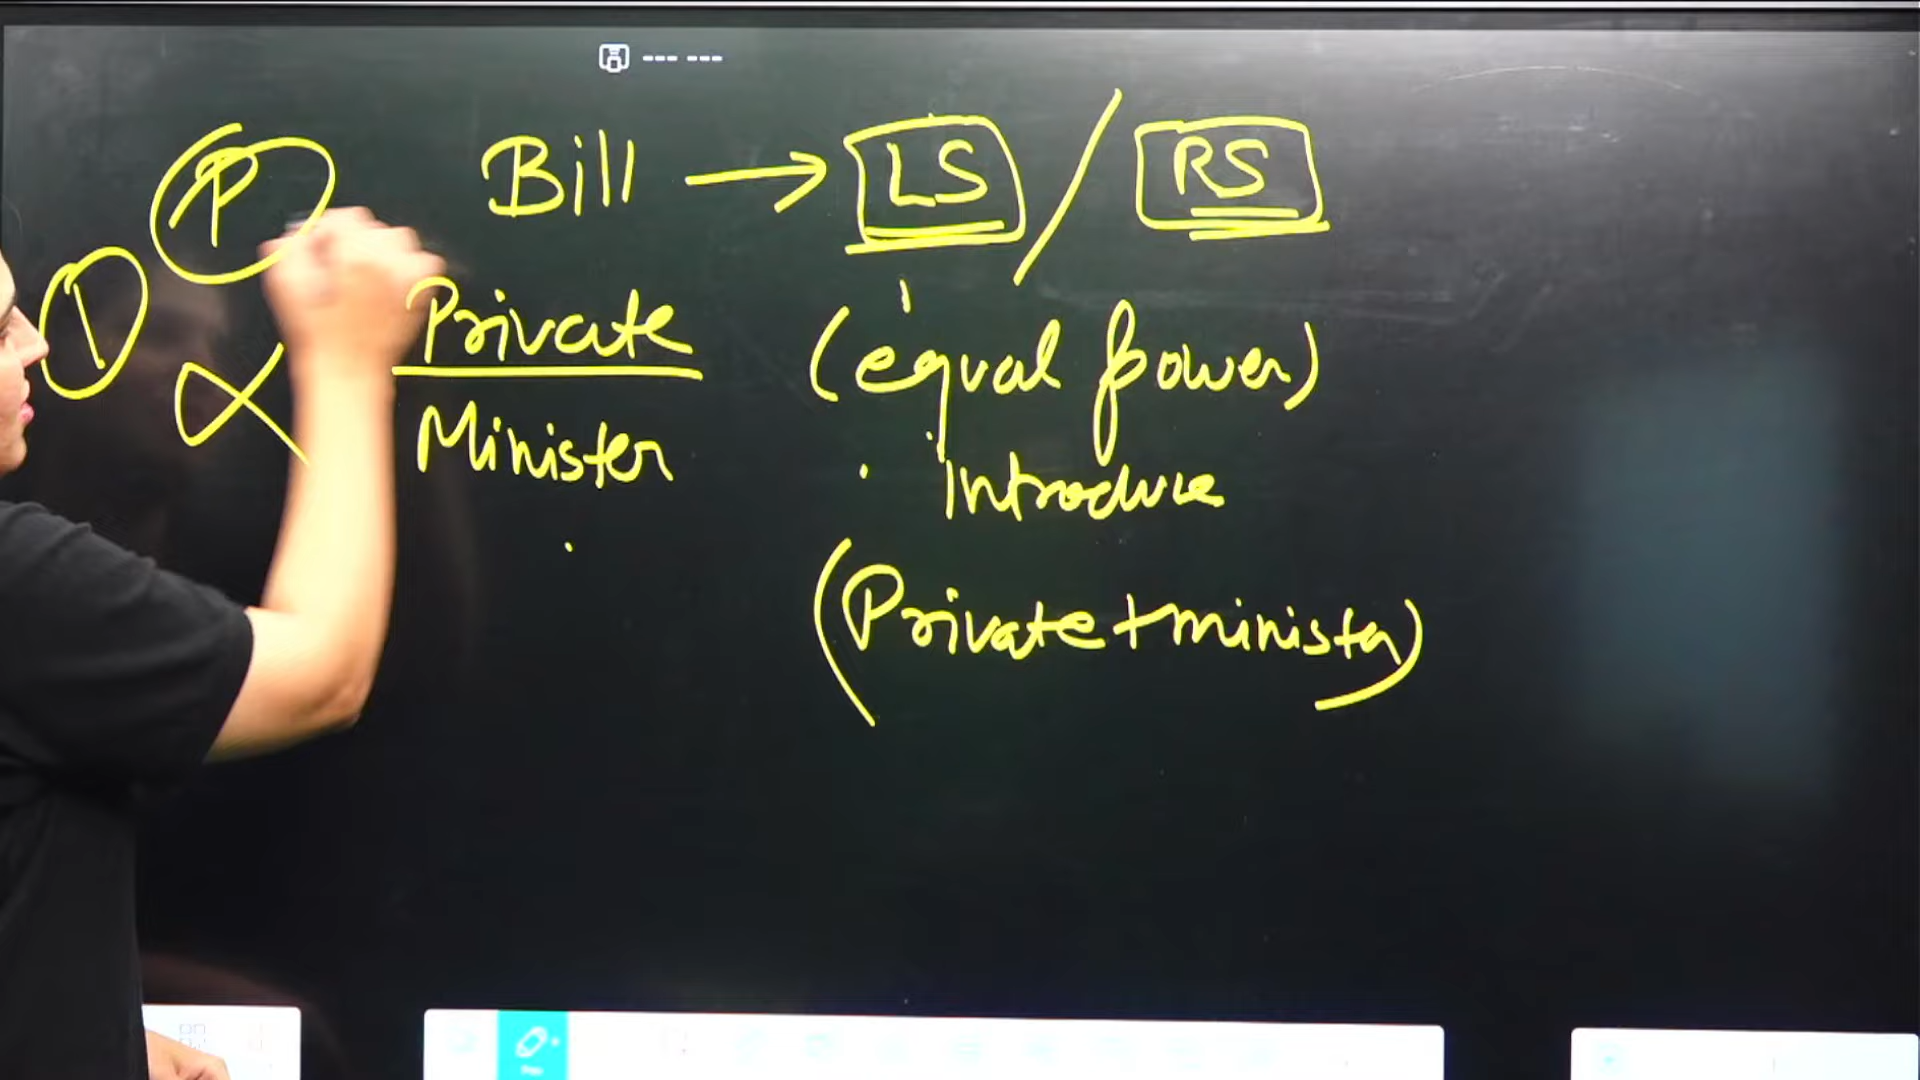 P Bill → LS / RS
1
Private
(equal power)
Minister
Introduce
(Private + minister)